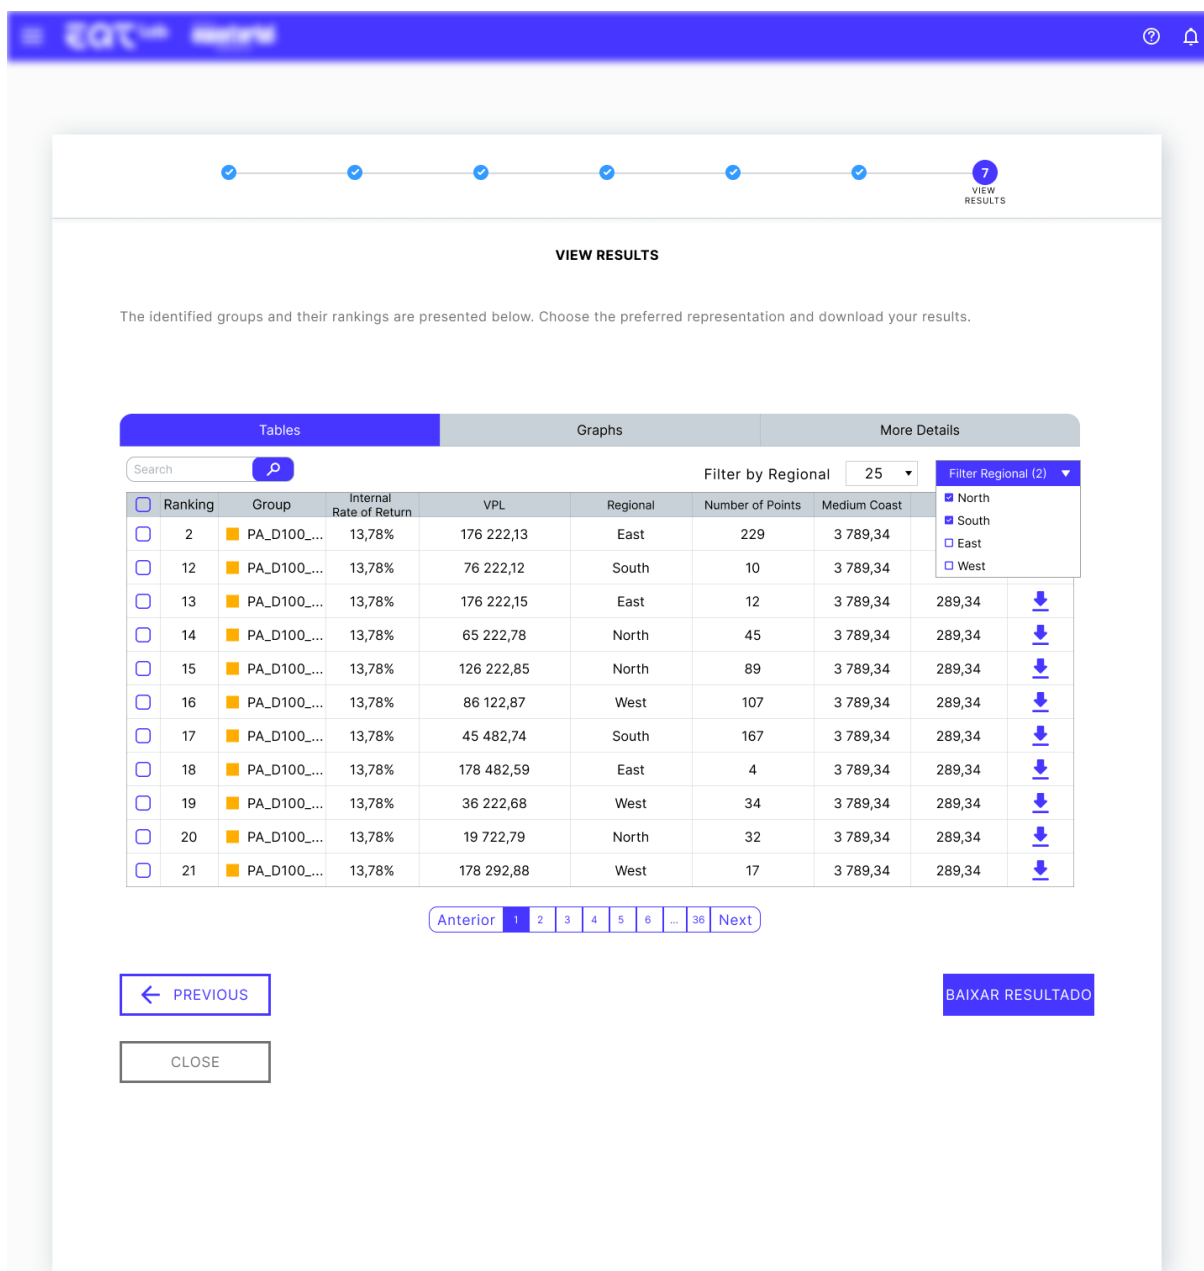 7
VIEW
RESULTS
VIEW RESULTS
The identified groups and their rankings are presented below. Choose the preferred representation and download your results.
Tables Graphs More Details
Search Filter by Regional 25 Filter Regional (2)
North
South
East
West
Ranking Group Internal Rate of Return VPL Regional Number of Points Medium Coast
2 PA_D100_... 13,78% 176 222,13 East 229 3 789,34
12 PA_D100_... 13,78% 76 222,12 South 10 3 789,34
13 PA_D100_... 13,78% 176 222,15 East 12 3 789,34 289,34
14 PA_D100_... 13,78% 65 222,78 North 45 3 789,34 289,34
15 PA_D100_... 13,78% 126 222,85 North 89 3 789,34 289,34
16 PA_D100_... 13,78% 86 122,87 West 107 3 789,34 289,34
17 PA_D100_... 13,78% 45 482,74 South 167 3 789,34 289,34
18 PA_D100_... 13,78% 178 482,59 East 4 3 789,34 289,34
19 PA_D100_... 13,78% 36 222,68 West 34 3 789,34 289,34
20 PA_D100_... 13,78% 19 722,79 North 32 3 789,34 289,34
21 PA_D100_... 13,78% 178 292,88 West 17 3 789,34 289,34
Anterior 1 2 3 4 5 6 ... 36 Next
PREVIOUS BAIXAR RESULTADO
CLOSE